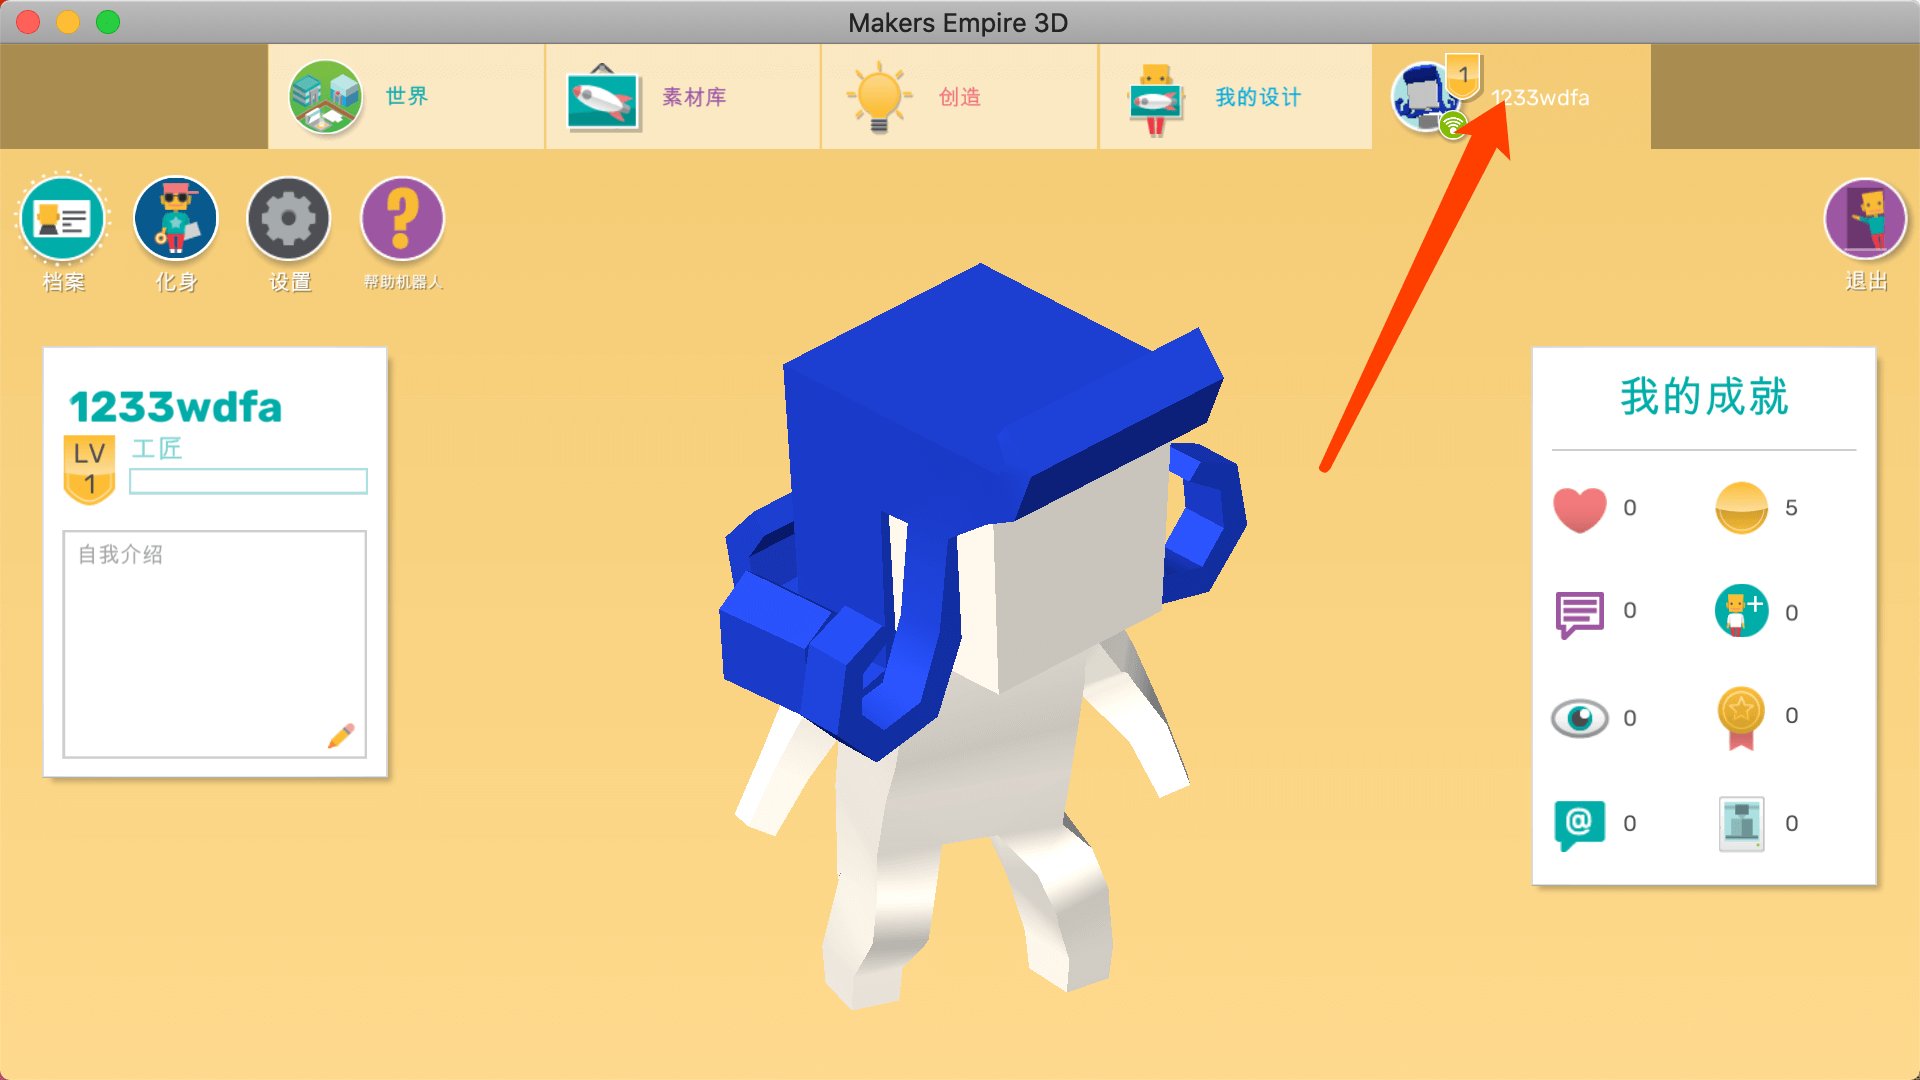 Makers Empire 3D
世界
素材库
创造
我的设计
1
1233wdfa
档案
化身
设置
帮助机器人
退出
1233wdfa
LV
1
工匠
自我介绍
我的成就
0
5
0
0
0
0
@
0
0